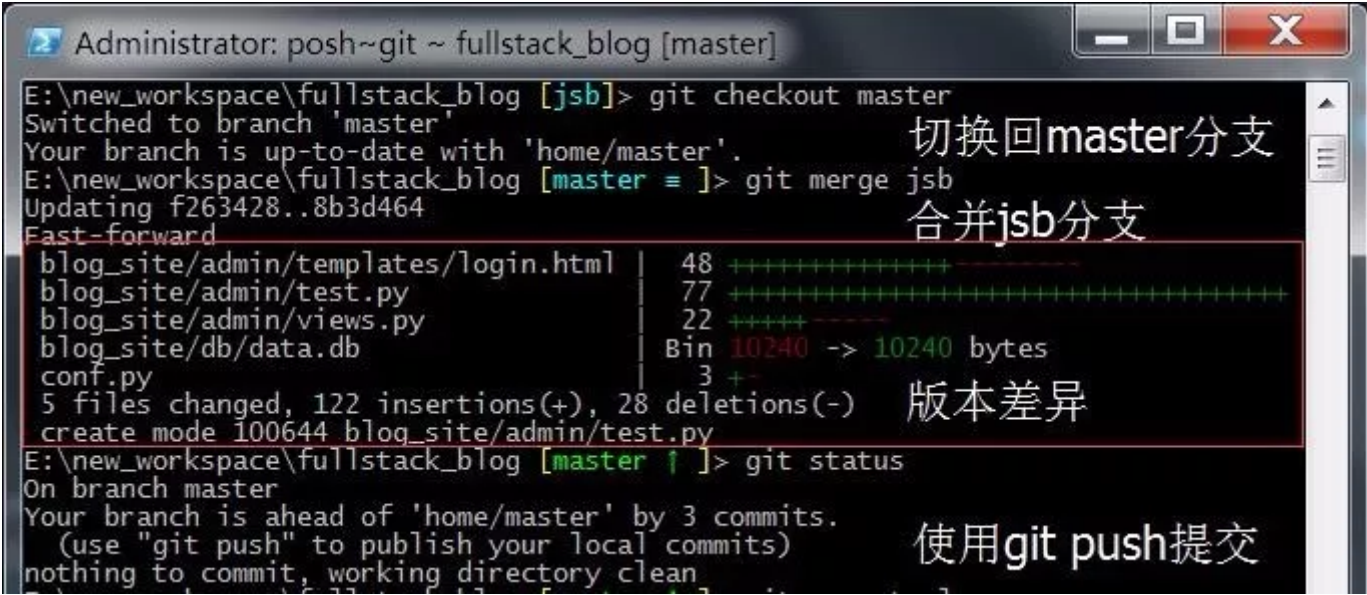 Administrator: posh~git ~ fullstack_blog [master]
E:\new_workspace\fullstack_blog [jsb]> git checkout master
Switched to branch 'master'
切换回master分支
Your branch is up-to-date with 'home/master'.
E:\new_workspace\fullstack_blog [master ≡ ]> git merge jsb
Updating f263428..8b3d464
合并jsb分支
Fast-forward
blog_site/admin/templates/login.html | 48 ++++++++++++++++---------
blog_site/admin/test.py | 77 ++++++++++++++++++++++++++++++++++++++++
blog_site/admin/views.py | 22 +++++------
blog_site/db/data.db | Bin 10240 -> 10240 bytes
conf.py | 3 +-
5 files changed, 122 insertions(+), 28 deletions(-)
版本差异
create mode 100644 blog_site/admin/test.py
E:\new_workspace\fullstack_blog [master ↑ ]> git status
On branch master
Your branch is ahead of 'home/master' by 3 commits.
(use "git push" to publish your local commits)
使用git push提交
nothing to commit, working directory clean